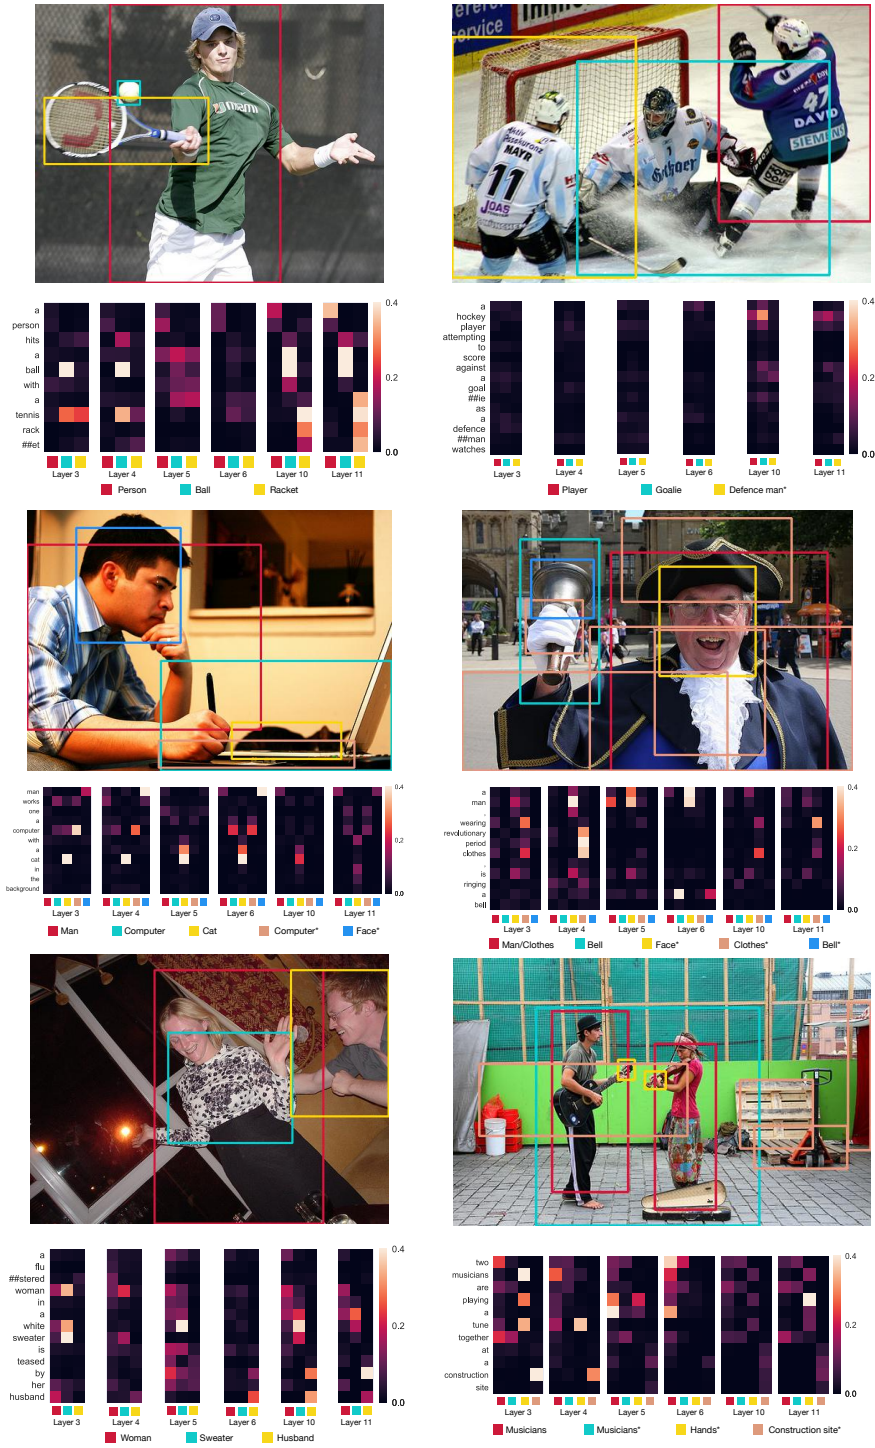 MIAMI
service
MAYR
11
JOAS
47
DAVID
SIEMENS
a
person
hits
a
ball
with
a
tennis
rack
##et
0.4
0.2
0.0
Layer 3 Layer 4 Layer 5 Layer 6 Layer 10 Layer 11
Person Ball Racket
a
hockey
player
attempting
to
score
against
a
goal
##ie
as
a
defence
##man
watches
0.4
0.2
0.0
Layer 3 Layer 4 Layer 5 Layer 6 Layer 10 Layer 11
Player Goalie Defence man*
man
works
one
a
computer
with
a
cat
in
the
background
0.4
0,2
0.0
Layer 3 Layer 4 Layer 5 Layer 6 Layer 10 Layer 11
Man Computer Cat Computer* Face*
a
man
,
wearing
revolutionary
period
clothes
,
is
ringing
a
bell
0.4
0.2
0.0
Layer 3 Layer 4 Layer 5 Layer 6 Layer 10 Layer 11
Man/Clothes Bell Face* Clothes* Bell*
a
flu
##stered
woman
in
a
white
sweater
is
teased
by
her
husband
0.4
0.2
0.0
Layer 3 Layer 4 Layer 5 Layer 6 Layer 10 Layer 11
Woman Sweater Husband
two
musicians
are
playing
a
tune
together
at
a
construction
site
0.4
0.2
0.0
Layer 3 Layer 4 Layer 5 Layer 6 Layer 10 Layer 11
Musicians Musicians* Hands* Construction site*